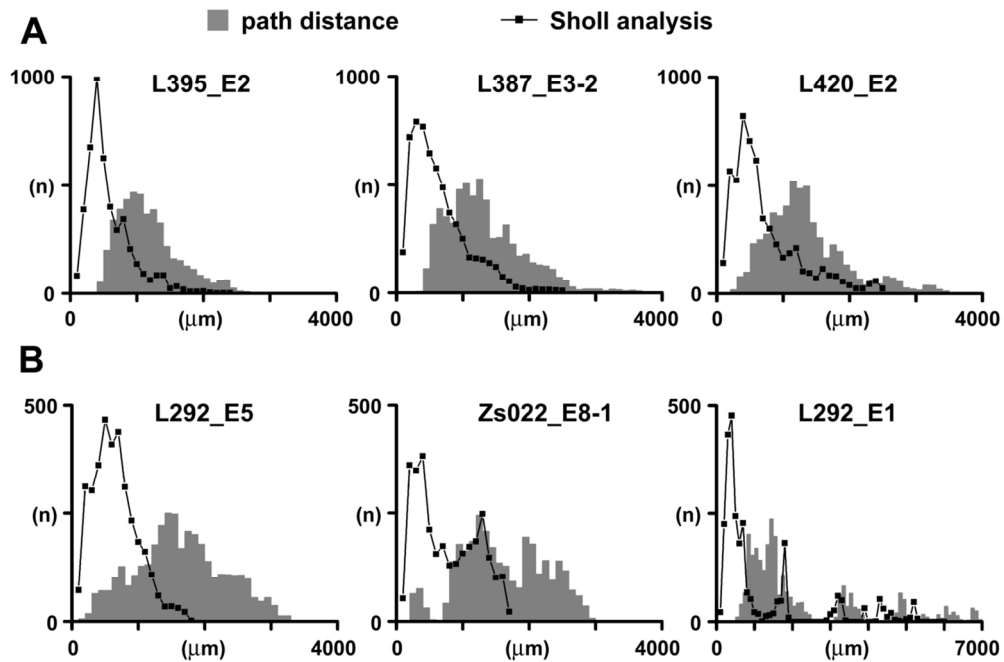 A
path distance
Sholl analysis
1000
L395_E2
(n)
0
0
(μm)
4000
1000
L387_E3-2
(n)
0
0
(μm)
4000
1000
L420_E2
(n)
0
0
(μm)
4000
B
500
L292_E5
(n)
0
0
(μm)
4000
500
Zs022_E8-1
(n)
0
0
(μm)
4000
500
L292_E1
(n)
0
0
(μm)
7000